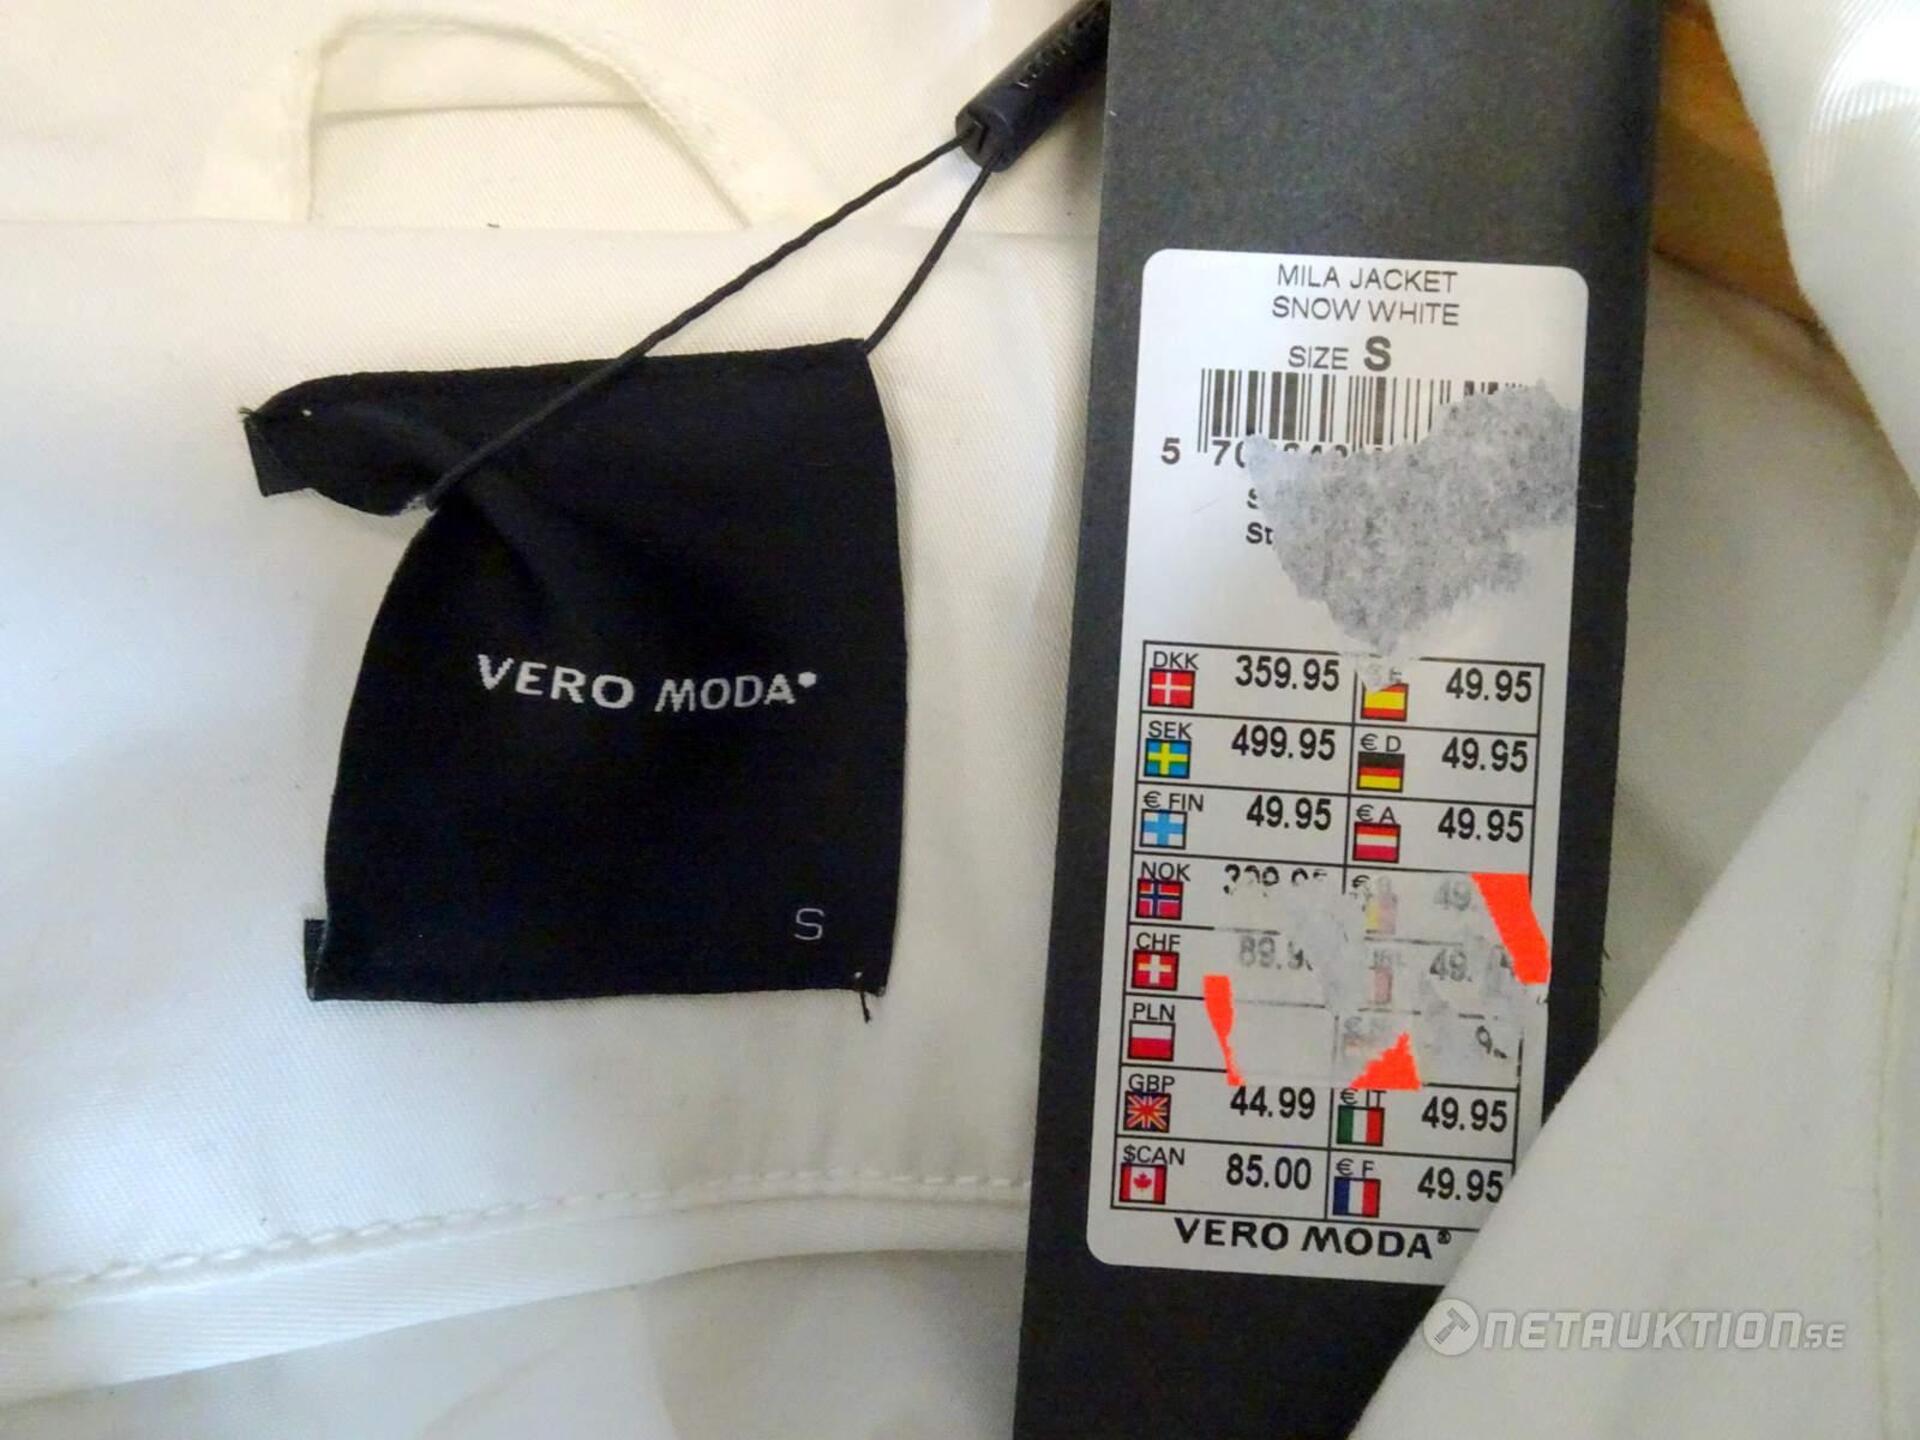 VERO MODA
S
MILA JACKET
SNOW WHITE
SIZE S
5
DKK 359.95 49.95
SEK 499.95 € D 49.95
€ FIN 49.95 € A 49.95
NOK
CHF
PLN
GBP 44.99 € IT 49.95
$CAN 85.00 € F 49.95
VERO MODA®
NETAUKTION.SE